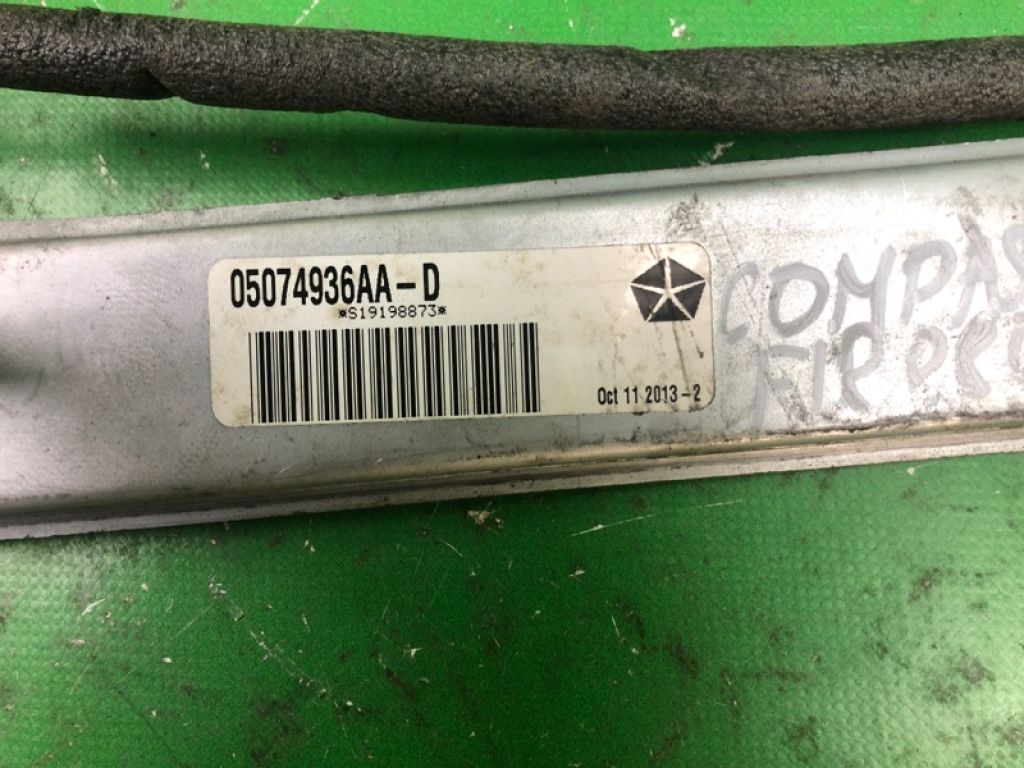 05074936AA-D
*S19198873*
Oct 11 2013-2
COMPAS